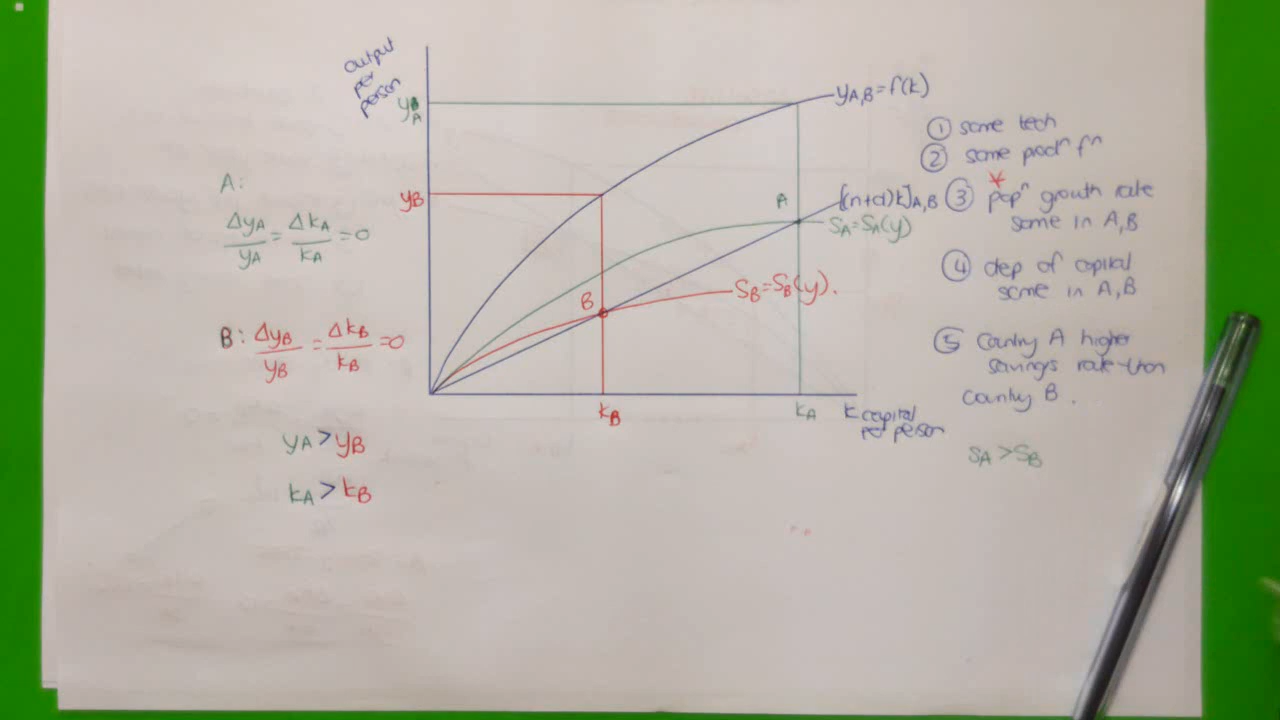 output
per
person
yA
yB
yA,B = f(k)
A
[(n+d)k]A,B
SA = SA(y)
B
SB = SB(y).
kB
kA
k capital
per person
A:
ΔyA/yA = ΔkA/kA = 0
B: ΔyB/yB = ΔkB/kB = 0
yA > yB
kA > kB
① same tech
② same prodⁿ fⁿ
*
③ popⁿ growth rate
same in A,B
④ dep of capital
same in A,B
⑤ Country A higher
savings rate than
Country B.
SA > SB